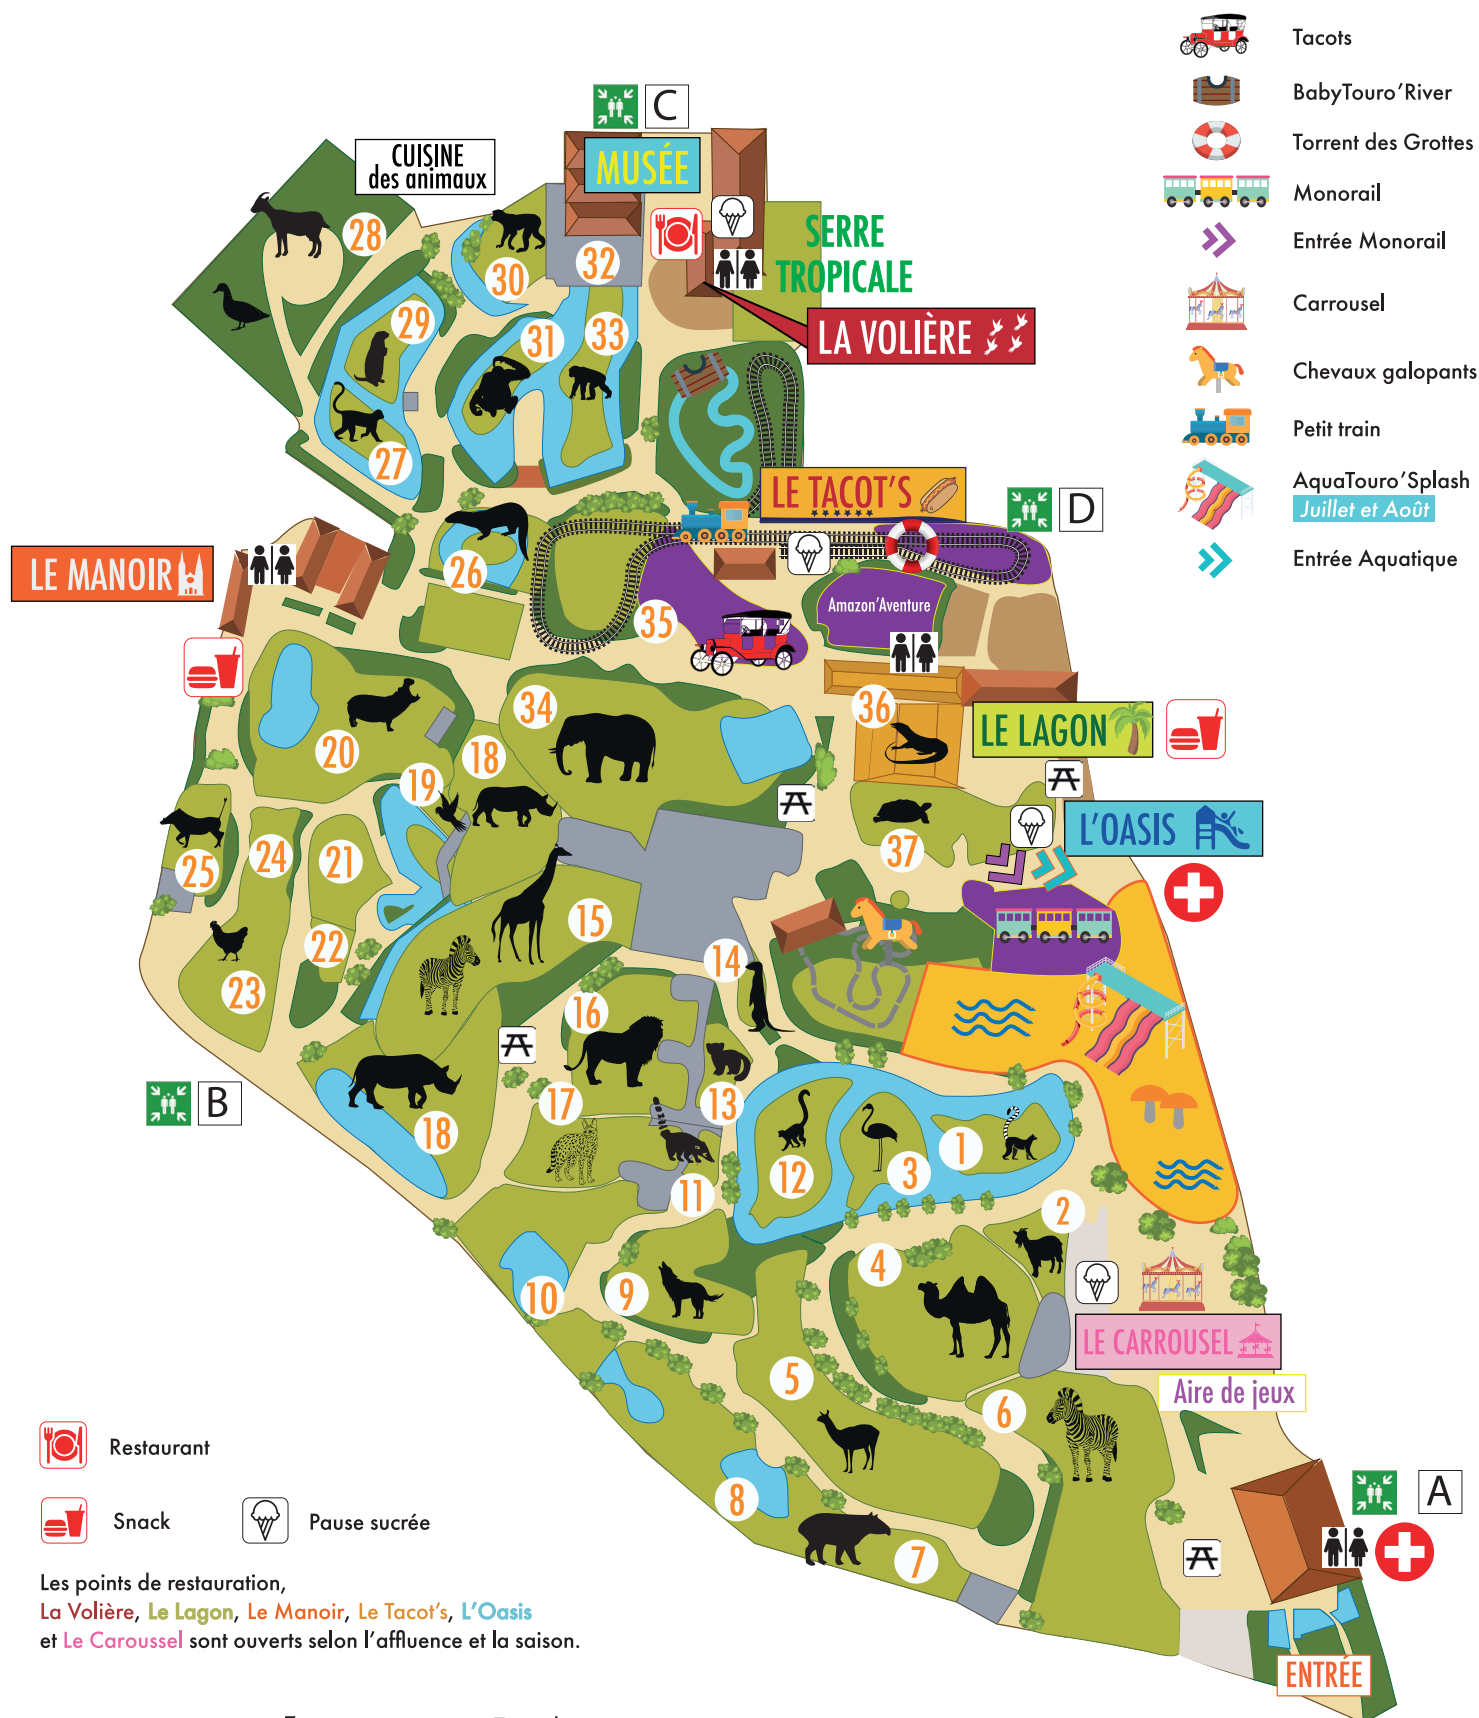 Tacots
BabyTouro'River
Torrent des Grottes
Monorail
Entrée Monorail
Carrousel
Chevaux galopants
Petit train
AquaTouro'Splash
Juillet et Août
Entrée Aquatique
C
CUISINE
des animaux
MUSÉE
SERRE
TROPICALE
28
30
32
29
31
33
LA VOLIÈRE
27
LE TACOT'S
D
26
LE MANOIR
35
Amazon'Aventure
34
36
LE LAGON
20
18
19
L'OASIS
37
25
24
21
15
22
14
23
16
B
18
17
13
12
3
1
11
2
4
10
9
LE CARROUSEL
5
Aire de jeux
6
8
7
A
ENTRÉE
Restaurant
Snack
Pause sucrée
Les points de restauration,
La Volière, Le Lagon, Le Manoir, Le Tacot's, L'Oasis
et Le Caroussel sont ouverts selon l'affluence et la saison.